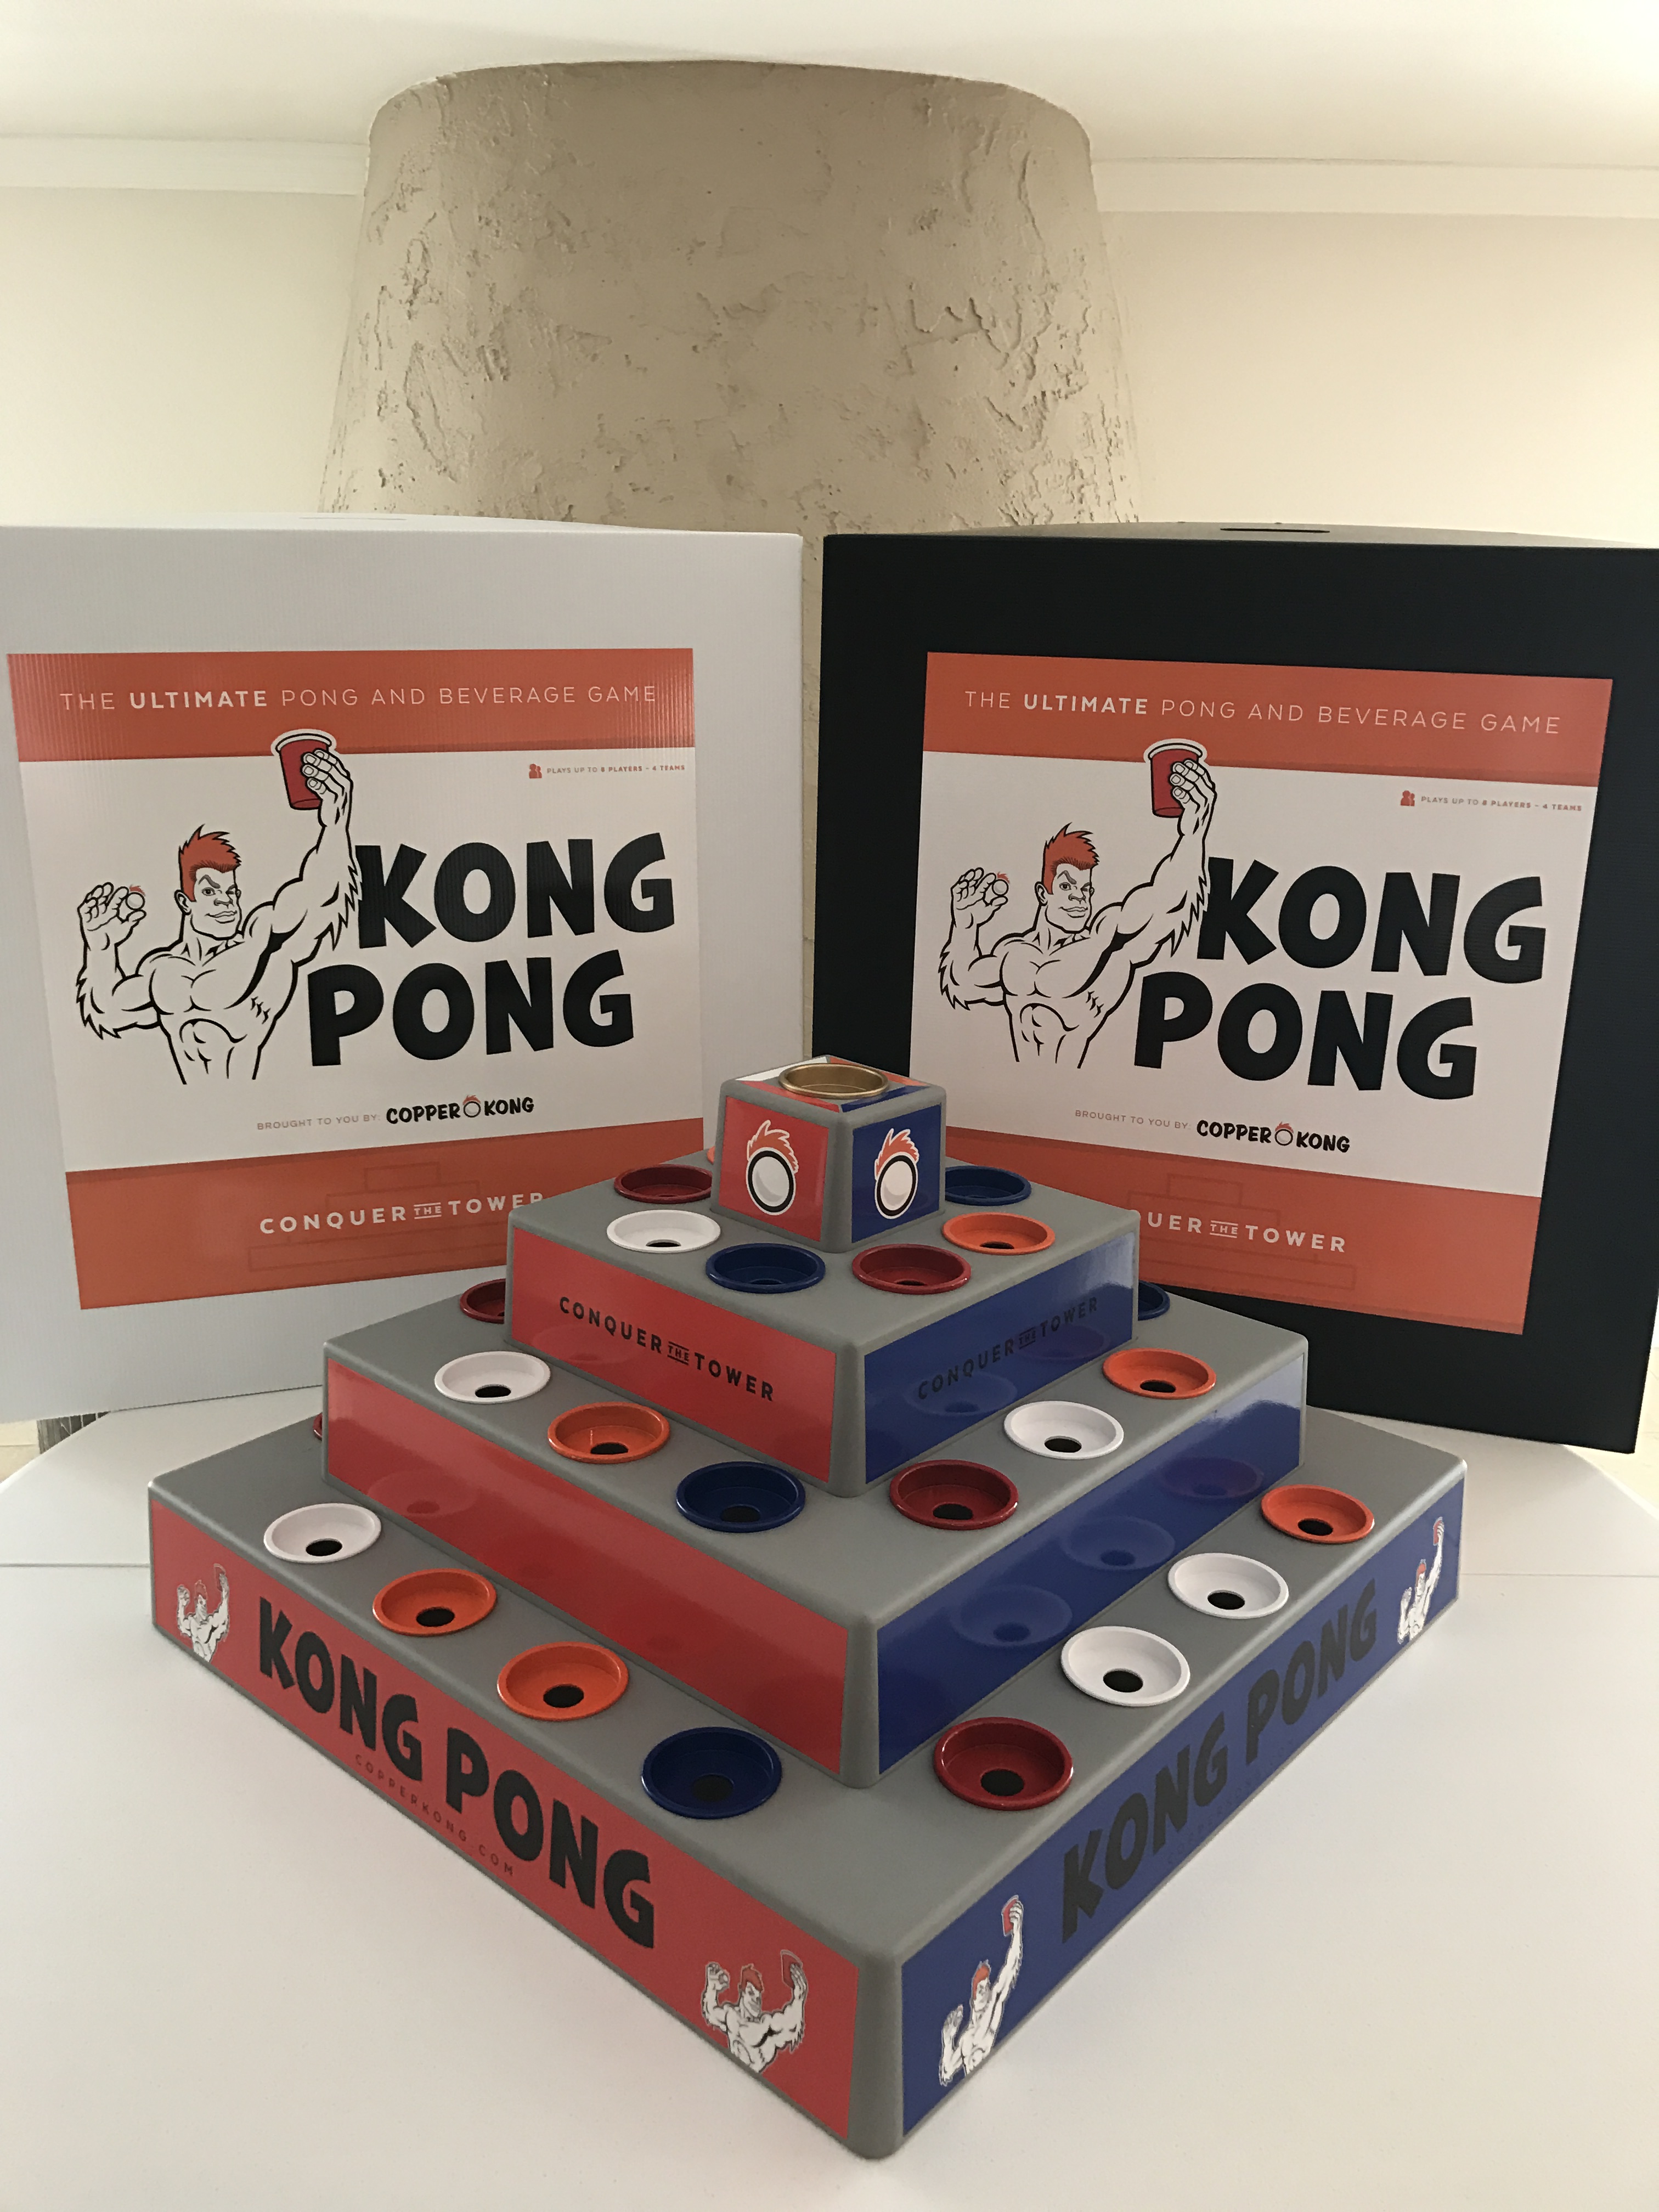 THE ULTIMATE PONG AND BEVERAGE GAME
PLAYS UP TO 8 PLAYERS - 4 TEAMS
KONG
PONG
BROUGHT TO YOU BY: COPPER KONG
CONQUER THE TOWER
THE ULTIMATE PONG AND BEVERAGE GAME
PLAYS UP TO 8 PLAYERS - 4 TEAMS
KONG
PONG
BROUGHT TO YOU BY: COPPER KONG
QUER THE TOWER
CONQUER THE TOWER
CONQUER THE TOWER
KONG PONG
COPPERKONG.COM
KONG PONG